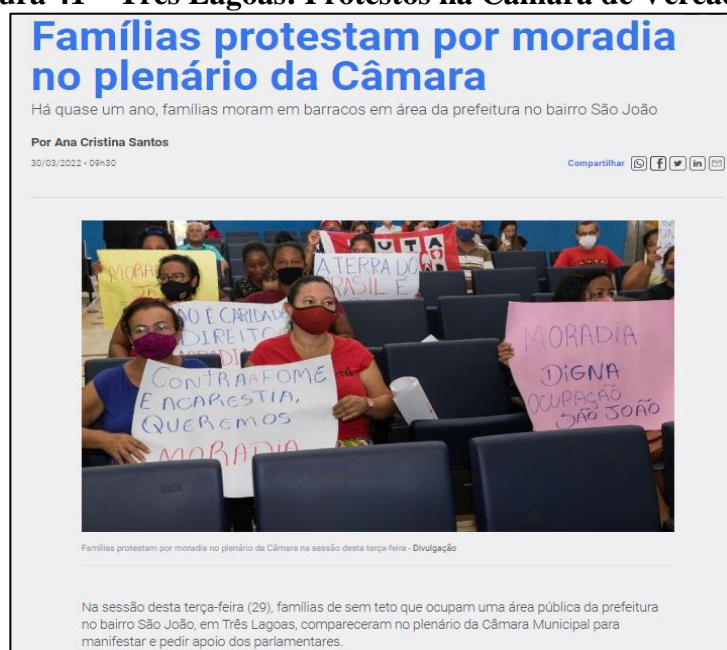 ura 41 – Três Lagoas: Protestos na Câmara de Verea
Famílias protestam por moradia
no plenário da Câmara
Há quase um ano, famílias moram em barracos em área da prefeitura no bairro São João
Por Ana Cristina Santos
30/03/2022 • 09h30
Compartilhar
MORADIA
JÁ
É CARIDADE
DIREITO
MORADIA
LUTA
A TERRA DO
BRASIL É
CONTRA A FOME
E A CARESTIA,
QUEREMOS
MORADIA
MORADIA
DIGNA
OCUPAÇÃO
SÃO JOÃO
Famílias protestam por moradia no plenário da Câmara na sessão desta terça-feira - Divulgação
Na sessão desta terça-feira (29), famílias de sem teto que ocupam uma área pública da prefeitura
no bairro São João, em Três Lagoas, compareceram no plenário da Câmara Municipal para
manifestar e pedir apoio dos parlamentares.